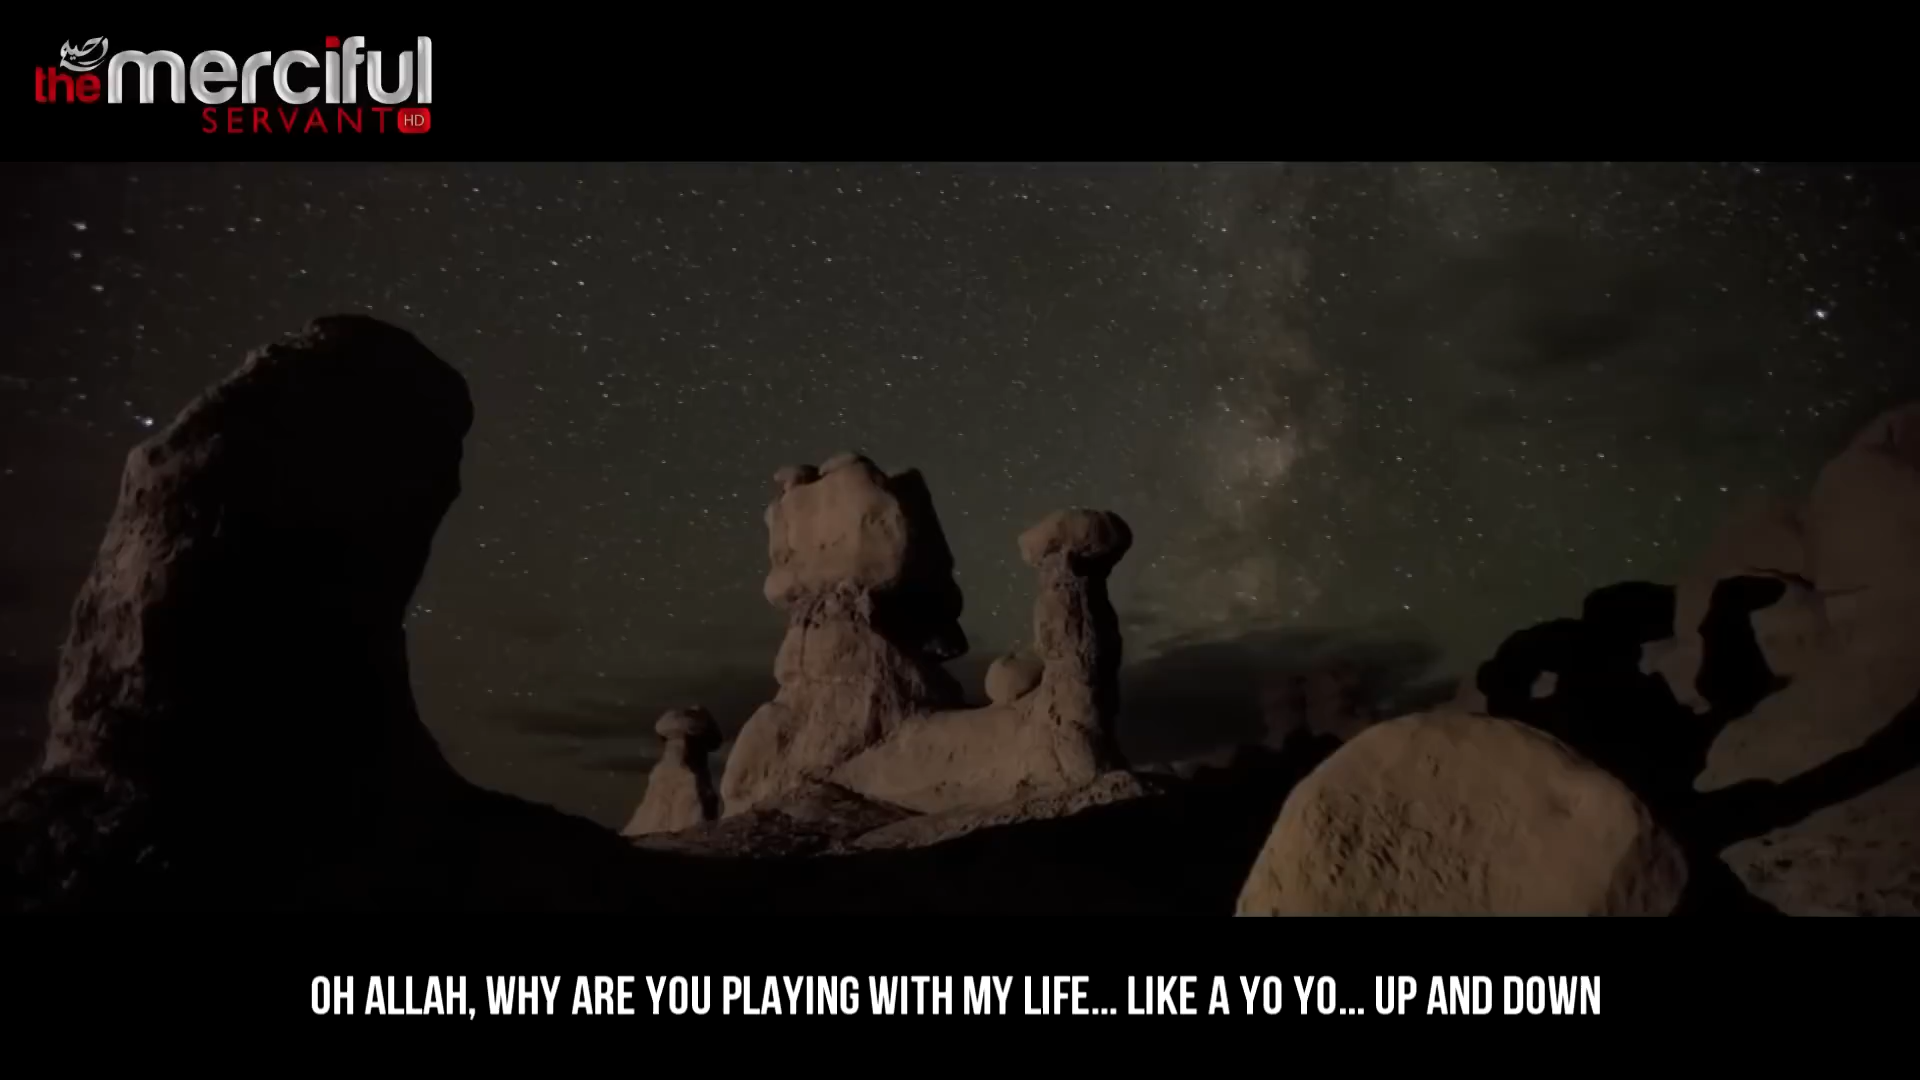 رحيم
the merciful
SERVANT HD
OH ALLAH, WHY ARE YOU PLAYING WITH MY LIFE... LIKE A YO YO... UP AND DOWN